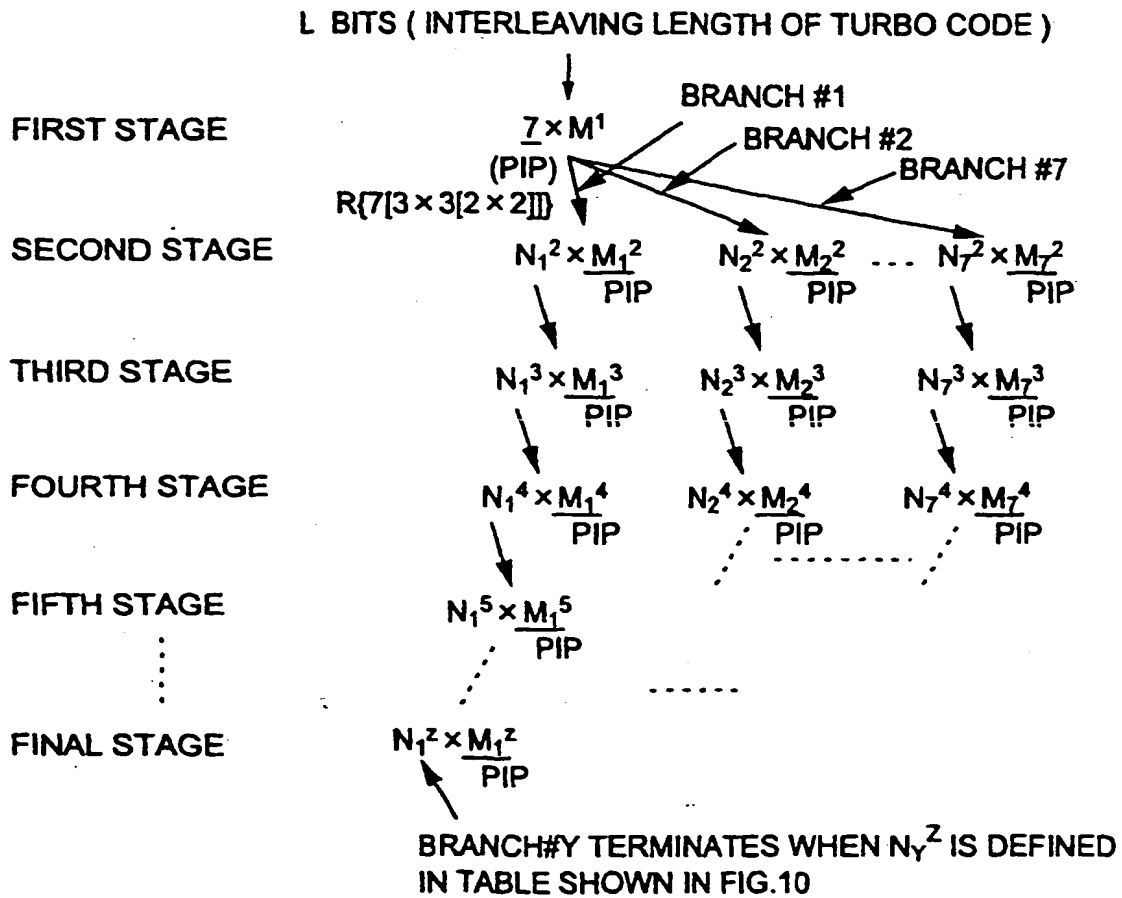 L BITS ( INTERLEAVING LENGTH OF TURBO CODE )
BRANCH #1
FIRST STAGE 7 × M¹ BRANCH #2
(PIP) BRANCH #7
R{7[3 × 3[2 × 2]]}
SECOND STAGE N₁² × M₁² N₂² × M₂² --- N₇² × M₇²
PIP PIP PIP
THIRD STAGE N₁³ × M₁³ N₂³ × M₂³ N₇³ × M₇³
PIP PIP PIP
FOURTH STAGE N₁⁴ × M₁⁴ N₂⁴ × M₂⁴ N₇⁴ × M₇⁴
PIP PIP PIP
FIFTH STAGE N₁⁵ × M₁⁵
PIP
FINAL STAGE N₁ᶻ × M₁ᶻ
PIP
BRANCH#Y TERMINATES WHEN N_Y^Z IS DEFINED
IN TABLE SHOWN IN FIG.10